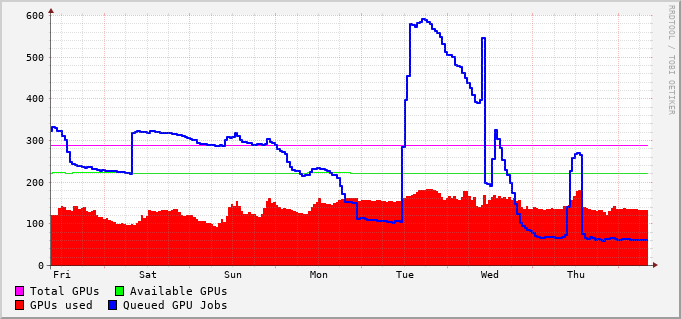 600
500
400
300
200
100
0
Fri Sat Sun Mon Tue Wed Thu
Total GPUs Available GPUs
GPUs used Queued GPU Jobs
RRDTOOL / TOBI OETIKER